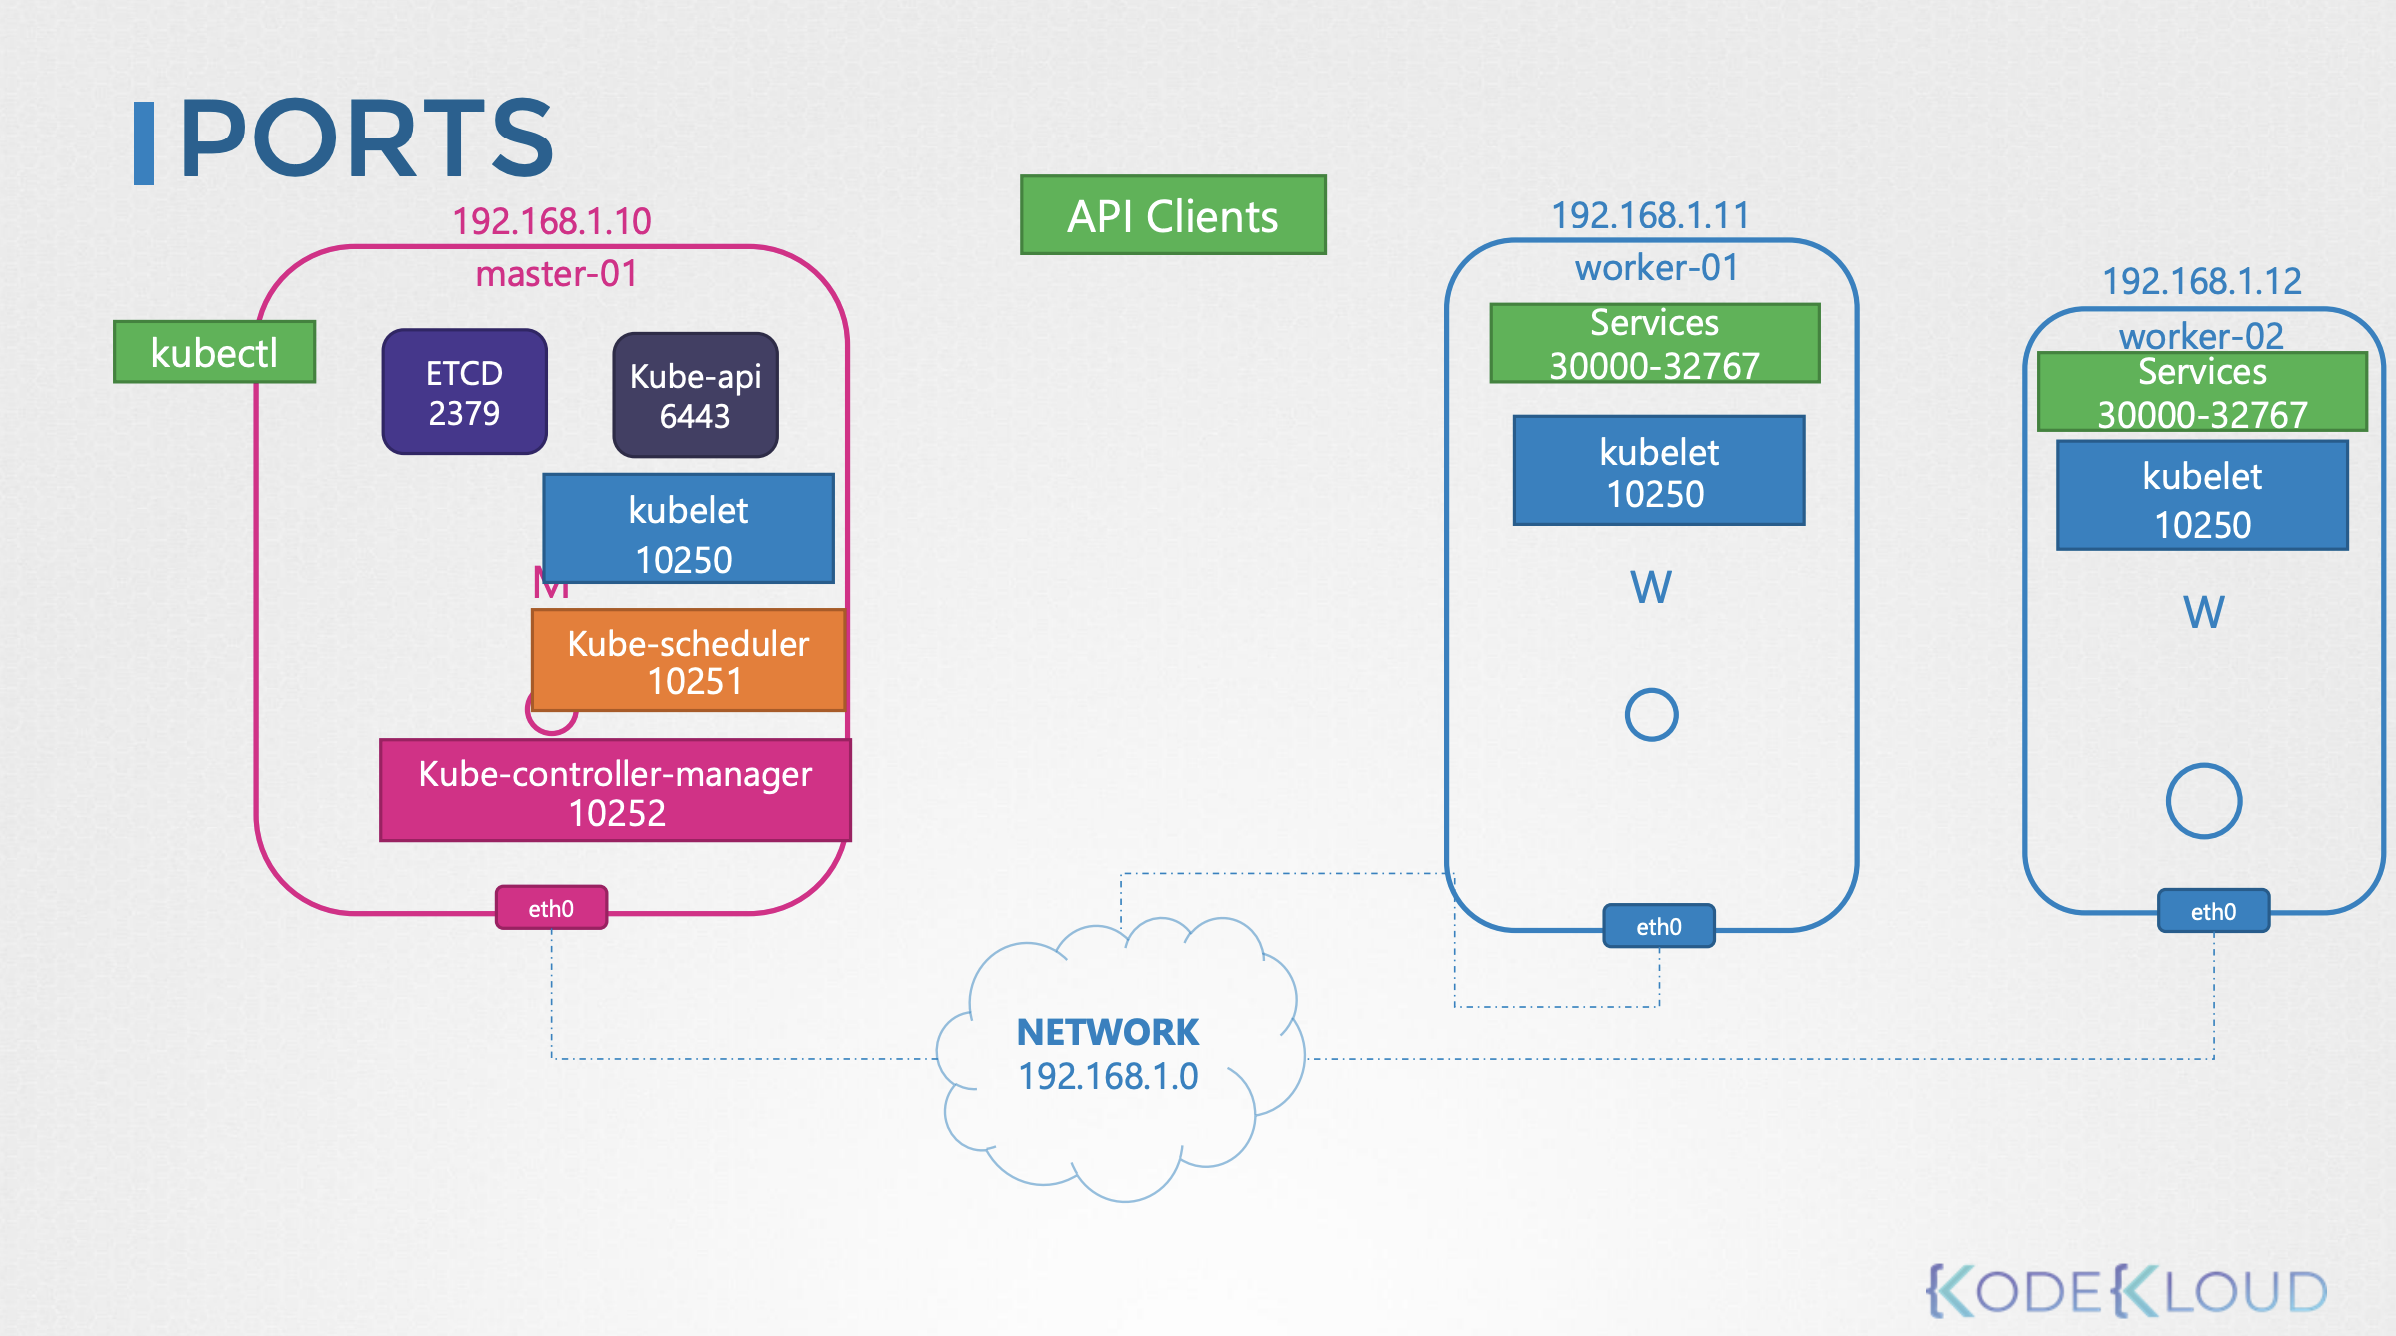 PORTS
192.168.1.10
master-01
kubectl
ETCD
2379
Kube-api
6443
kubelet
10250
M
Kube-scheduler
10251
Kube-controller-manager
10252
eth0
API Clients
192.168.1.11
worker-01
Services
30000-32767
kubelet
10250
W
eth0
192.168.1.12
worker-02
Services
30000-32767
kubelet
10250
W
eth0
NETWORK
192.168.1.0
KODEKLOUD